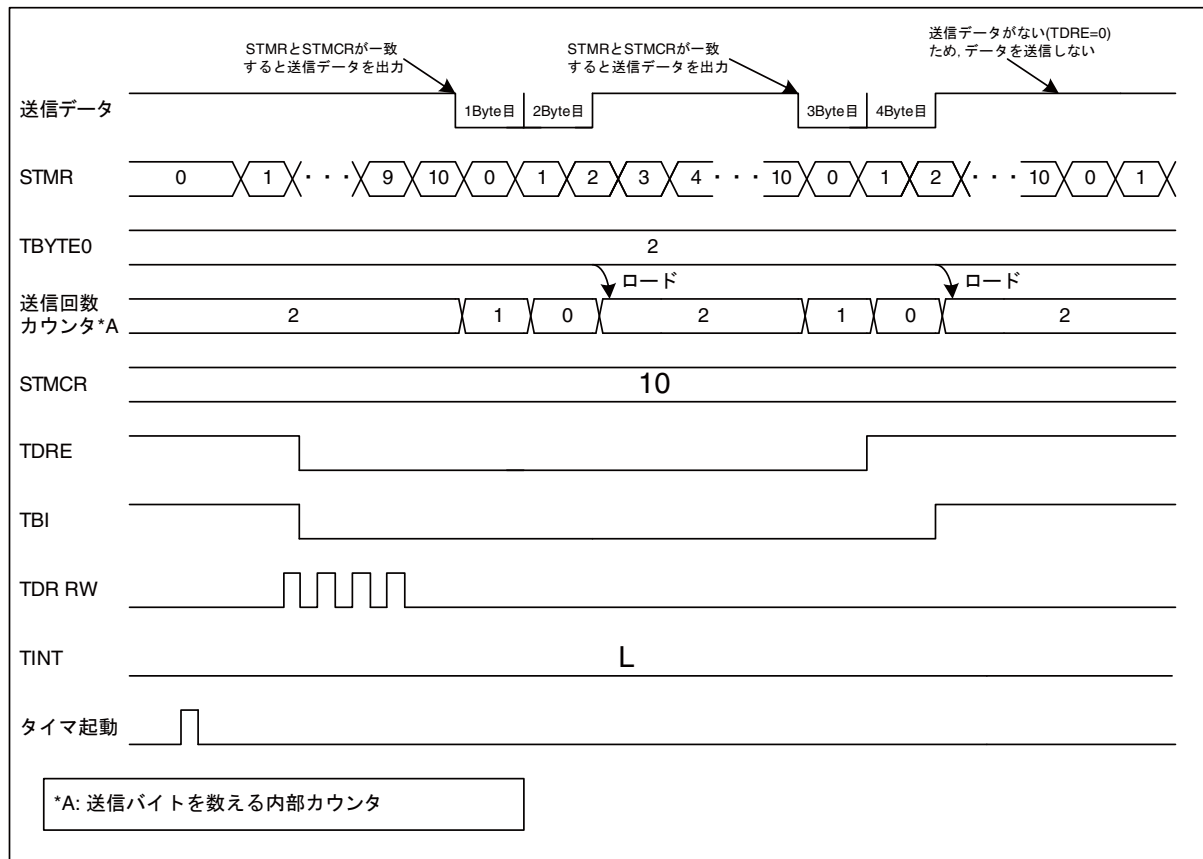 STMRとSTMCRが一致
すると送信データを出力
STMRとSTMCRが一致
すると送信データを出力
送信データがない(TDRE=0)
ため, データを送信しない
送信データ
1Byte目 2Byte目 3Byte目 4Byte目
STMR 0 1 ・・・ 9 10 0 1 2 3 4 ・・・ 10 0 1 2 ・・・ 10 0 1
TBYTE0 2
ロード ロード
送信回数
カウンタ*A 2 1 0 2 1 0 2
STMCR 10
TDRE
TBI
TDR RW
TINT L
タイマ起動
*A: 送信バイトを数える内部カウンタ